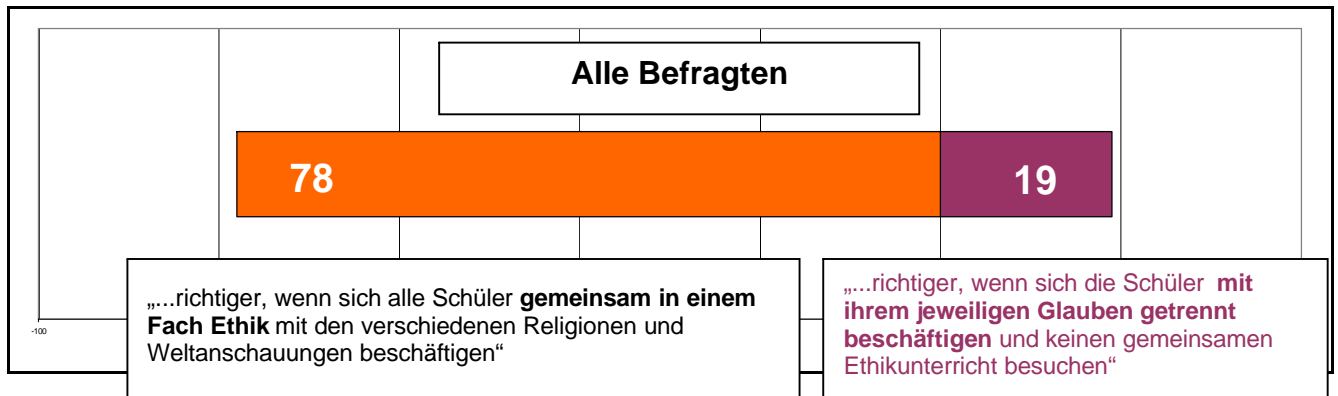 Alle Befragten
78
19
-100
„...richtiger, wenn sich alle Schüler gemeinsam in einem
Fach Ethik mit den verschiedenen Religionen und
Weltanschauungen beschäftigen“
„...richtiger, wenn sich die Schüler mit
ihrem jeweiligen Glauben getrennt
beschäftigen und keinen gemeinsamen
Ethikunterricht besuchen“